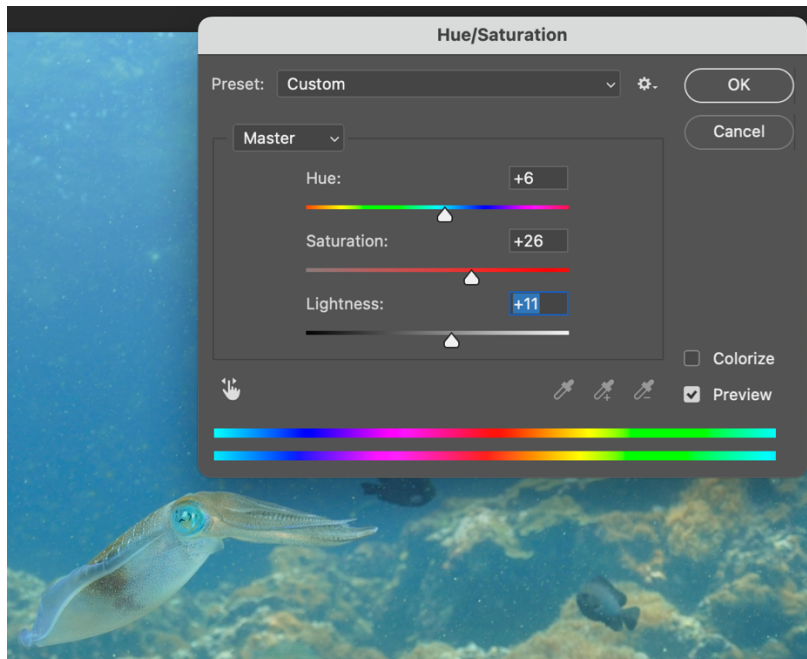 Hue/Saturation
Preset: Custom
OK
Master
Cancel
Hue: +6
Saturation: +26
Lightness: +11
Colorize
Preview